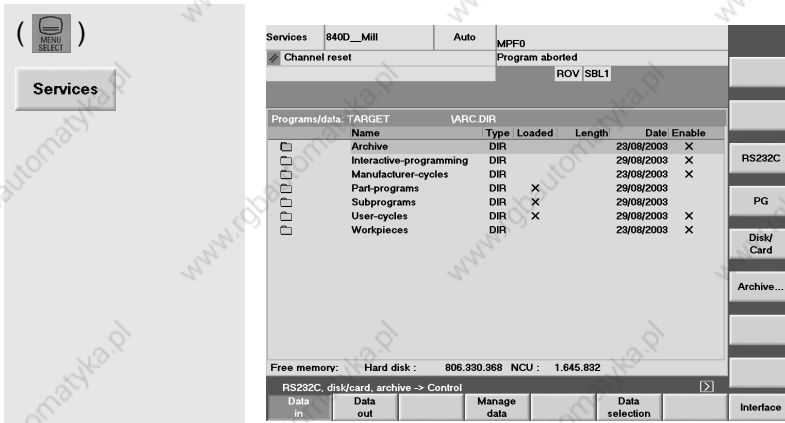 ( MENU SELECT )
Services
Services 840D__Mill Auto MPF0
Channel reset Program aborted
ROV SBL1
Programs/data: TARGET \ARC.DIR
Name Type Loaded Length Date Enable
Archive DIR 23/08/2003 X
Interactive-programming DIR 29/08/2003 X
Manufacturer-cycles DIR 23/08/2003 X
Part-programs DIR X 29/08/2003
Subprograms DIR X 29/08/2003
User-cycles DIR X 29/08/2003 X
Workpieces DIR 23/08/2003 X
Free memory: Hard disk : 806.330.368 NCU : 1.645.832
RS232C, disk/card, archive -> Control
Data in
Data out
Manage data
Data selection
RS232C
PG
Disk/
Card
Archive...
Interface
www.rgbautomatyka.pl